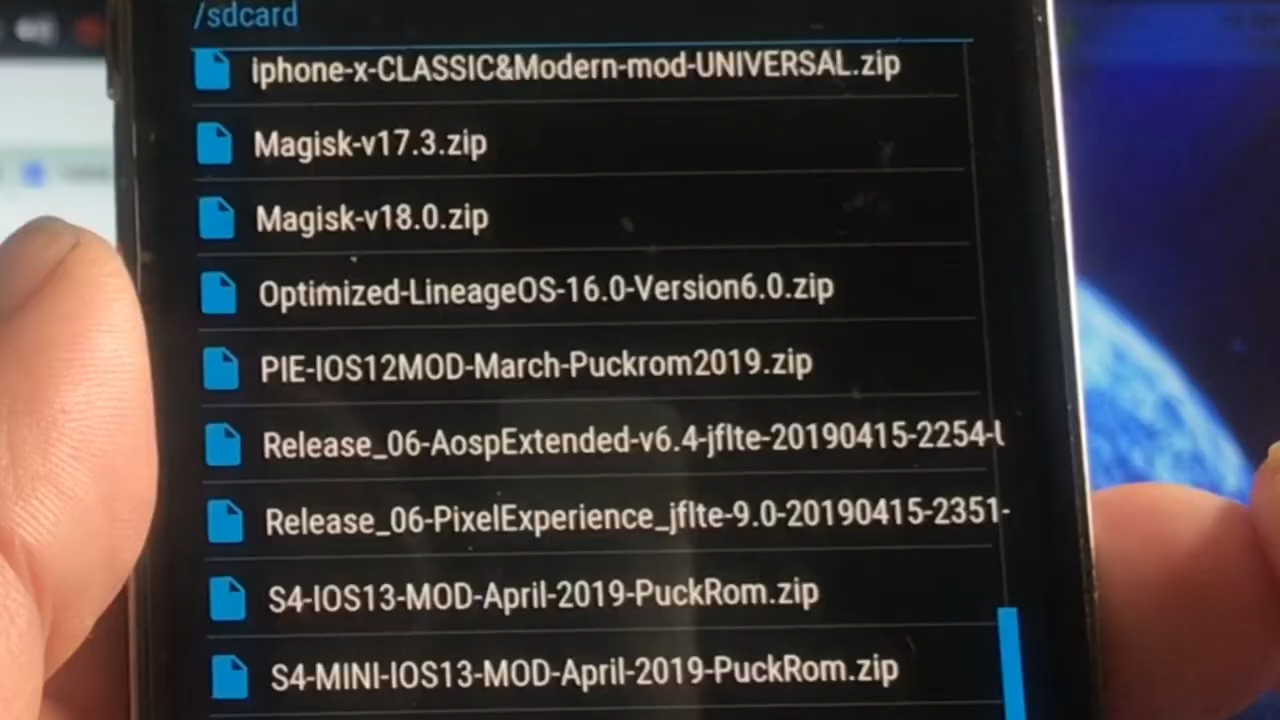 /sdcard
iphone-x-CLASSIC&Modern-mod-UNIVERSAL.zip
Magisk-v17.3.zip
Magisk-v18.0.zip
Optimized-LineageOS-16.0-Version6.0.zip
PIE-IOS12MOD-March-Puckrom2019.zip
Release_06-AospExtended-v6.4-jflte-20190415-2254-
Release_06-PixelExperience_jflte-9.0-20190415-2351-
S4-IOS13-MOD-April-2019-PuckRom.zip
S4-MINI-IOS13-MOD-April-2019-PuckRom.zip